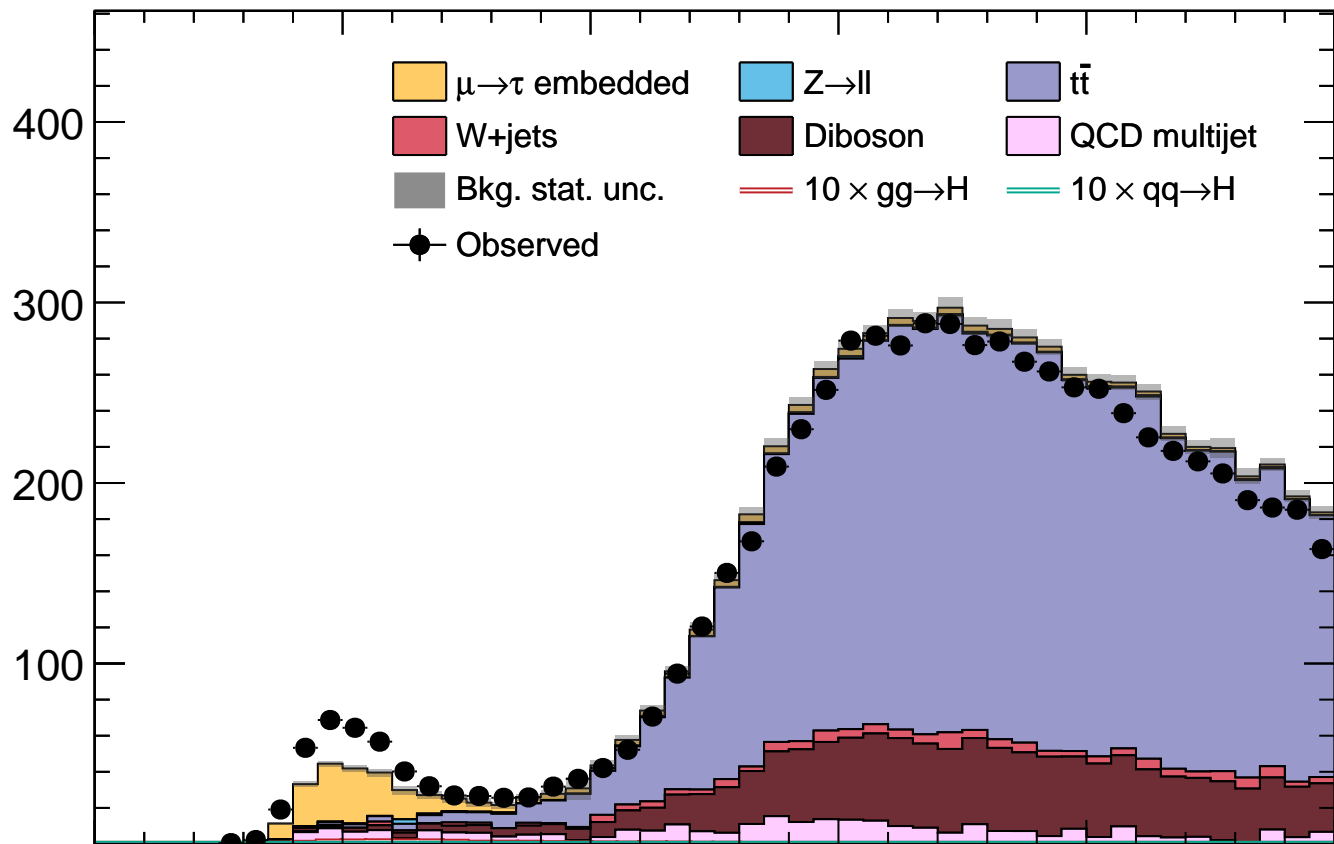 μ→τ embedded Z→ll tt̄
400
W+jets Diboson QCD multijet
Bkg. stat. unc. 10 × gg→H 10 × qq→H
Observed
300
200
100